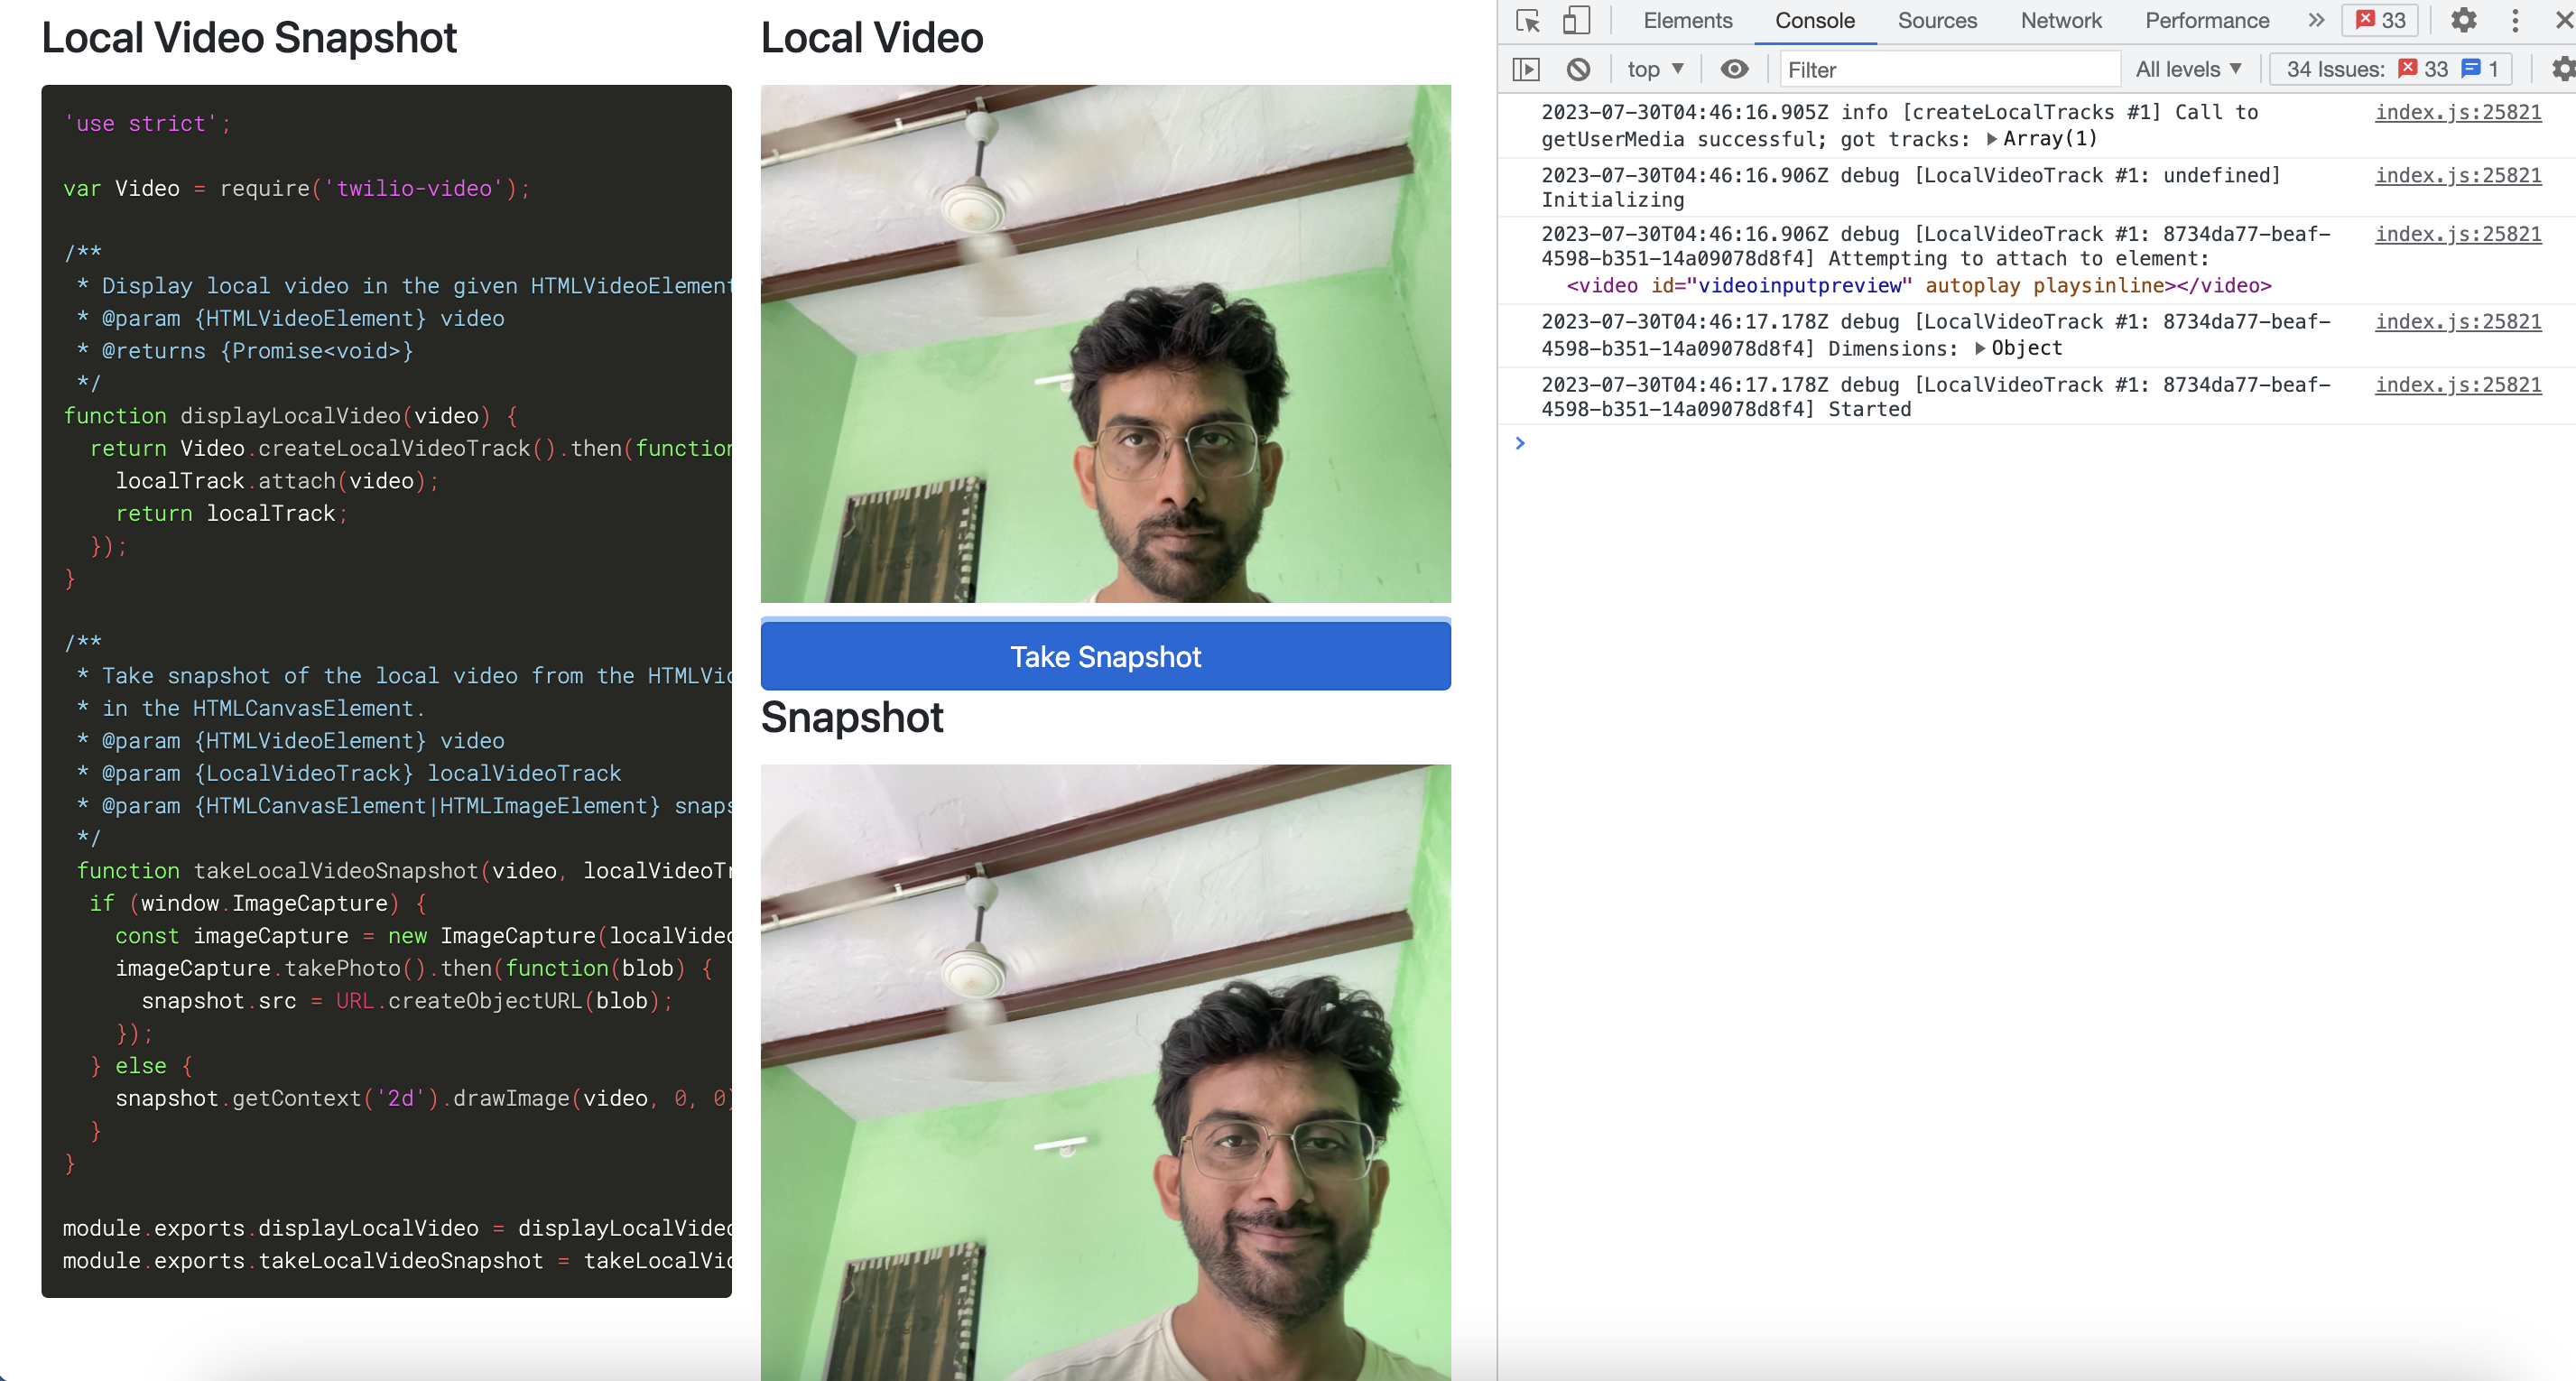 Local Video Snapshot
'use strict';
var Video = require('twilio-video');
/**
* Display local video in the given HTMLVideoElement
* @param {HTMLVideoElement} video
* @returns {Promise<void>}
*/
function displayLocalVideo(video) {
return Video.createLocalVideoTrack().then(function
localTrack.attach(video);
return localTrack;
});
}
/**
* Take snapshot of the local video from the HTMLVid
* in the HTMLCanvasElement.
* @param {HTMLVideoElement} video
* @param {LocalVideoTrack} localVideoTrack
* @param {HTMLCanvasElement|HTMLImageElement} snaps
*/
function takeLocalVideoSnapshot(video, localVideoTr
if (window.ImageCapture) {
const imageCapture = new ImageCapture(localVideo
imageCapture.takePhoto().then(function(blob) {
snapshot.src = URL.createObjectURL(blob);
});
} else {
snapshot.getContext('2d').drawImage(video, 0, 0)
}
}
module.exports.displayLocalVideo = displayLocalVideo
module.exports.takeLocalVideoSnapshot = takeLocalVid
Local Video
Take Snapshot
Snapshot
Elements Console Sources Network Performance 33
top Filter All levels 34 Issues: 33 1
2023-07-30T04:46:16.905Z info [createLocalTracks #1] Call to index.js:25821
getUserMedia successful; got tracks: Array(1)
2023-07-30T04:46:16.906Z debug [LocalVideoTrack #1: undefined] index.js:25821
Initializing
2023-07-30T04:46:16.906Z debug [LocalVideoTrack #1: 8734da77-beaf- index.js:25821
4598-b351-14a09078d8f4] Attempting to attach to element:
<video id="videoinputpreview" autoplay playsinline></video>
2023-07-30T04:46:17.178Z debug [LocalVideoTrack #1: 8734da77-beaf- index.js:25821
4598-b351-14a09078d8f4] Dimensions: Object
2023-07-30T04:46:17.178Z debug [LocalVideoTrack #1: 8734da77-beaf- index.js:25821
4598-b351-14a09078d8f4] Started